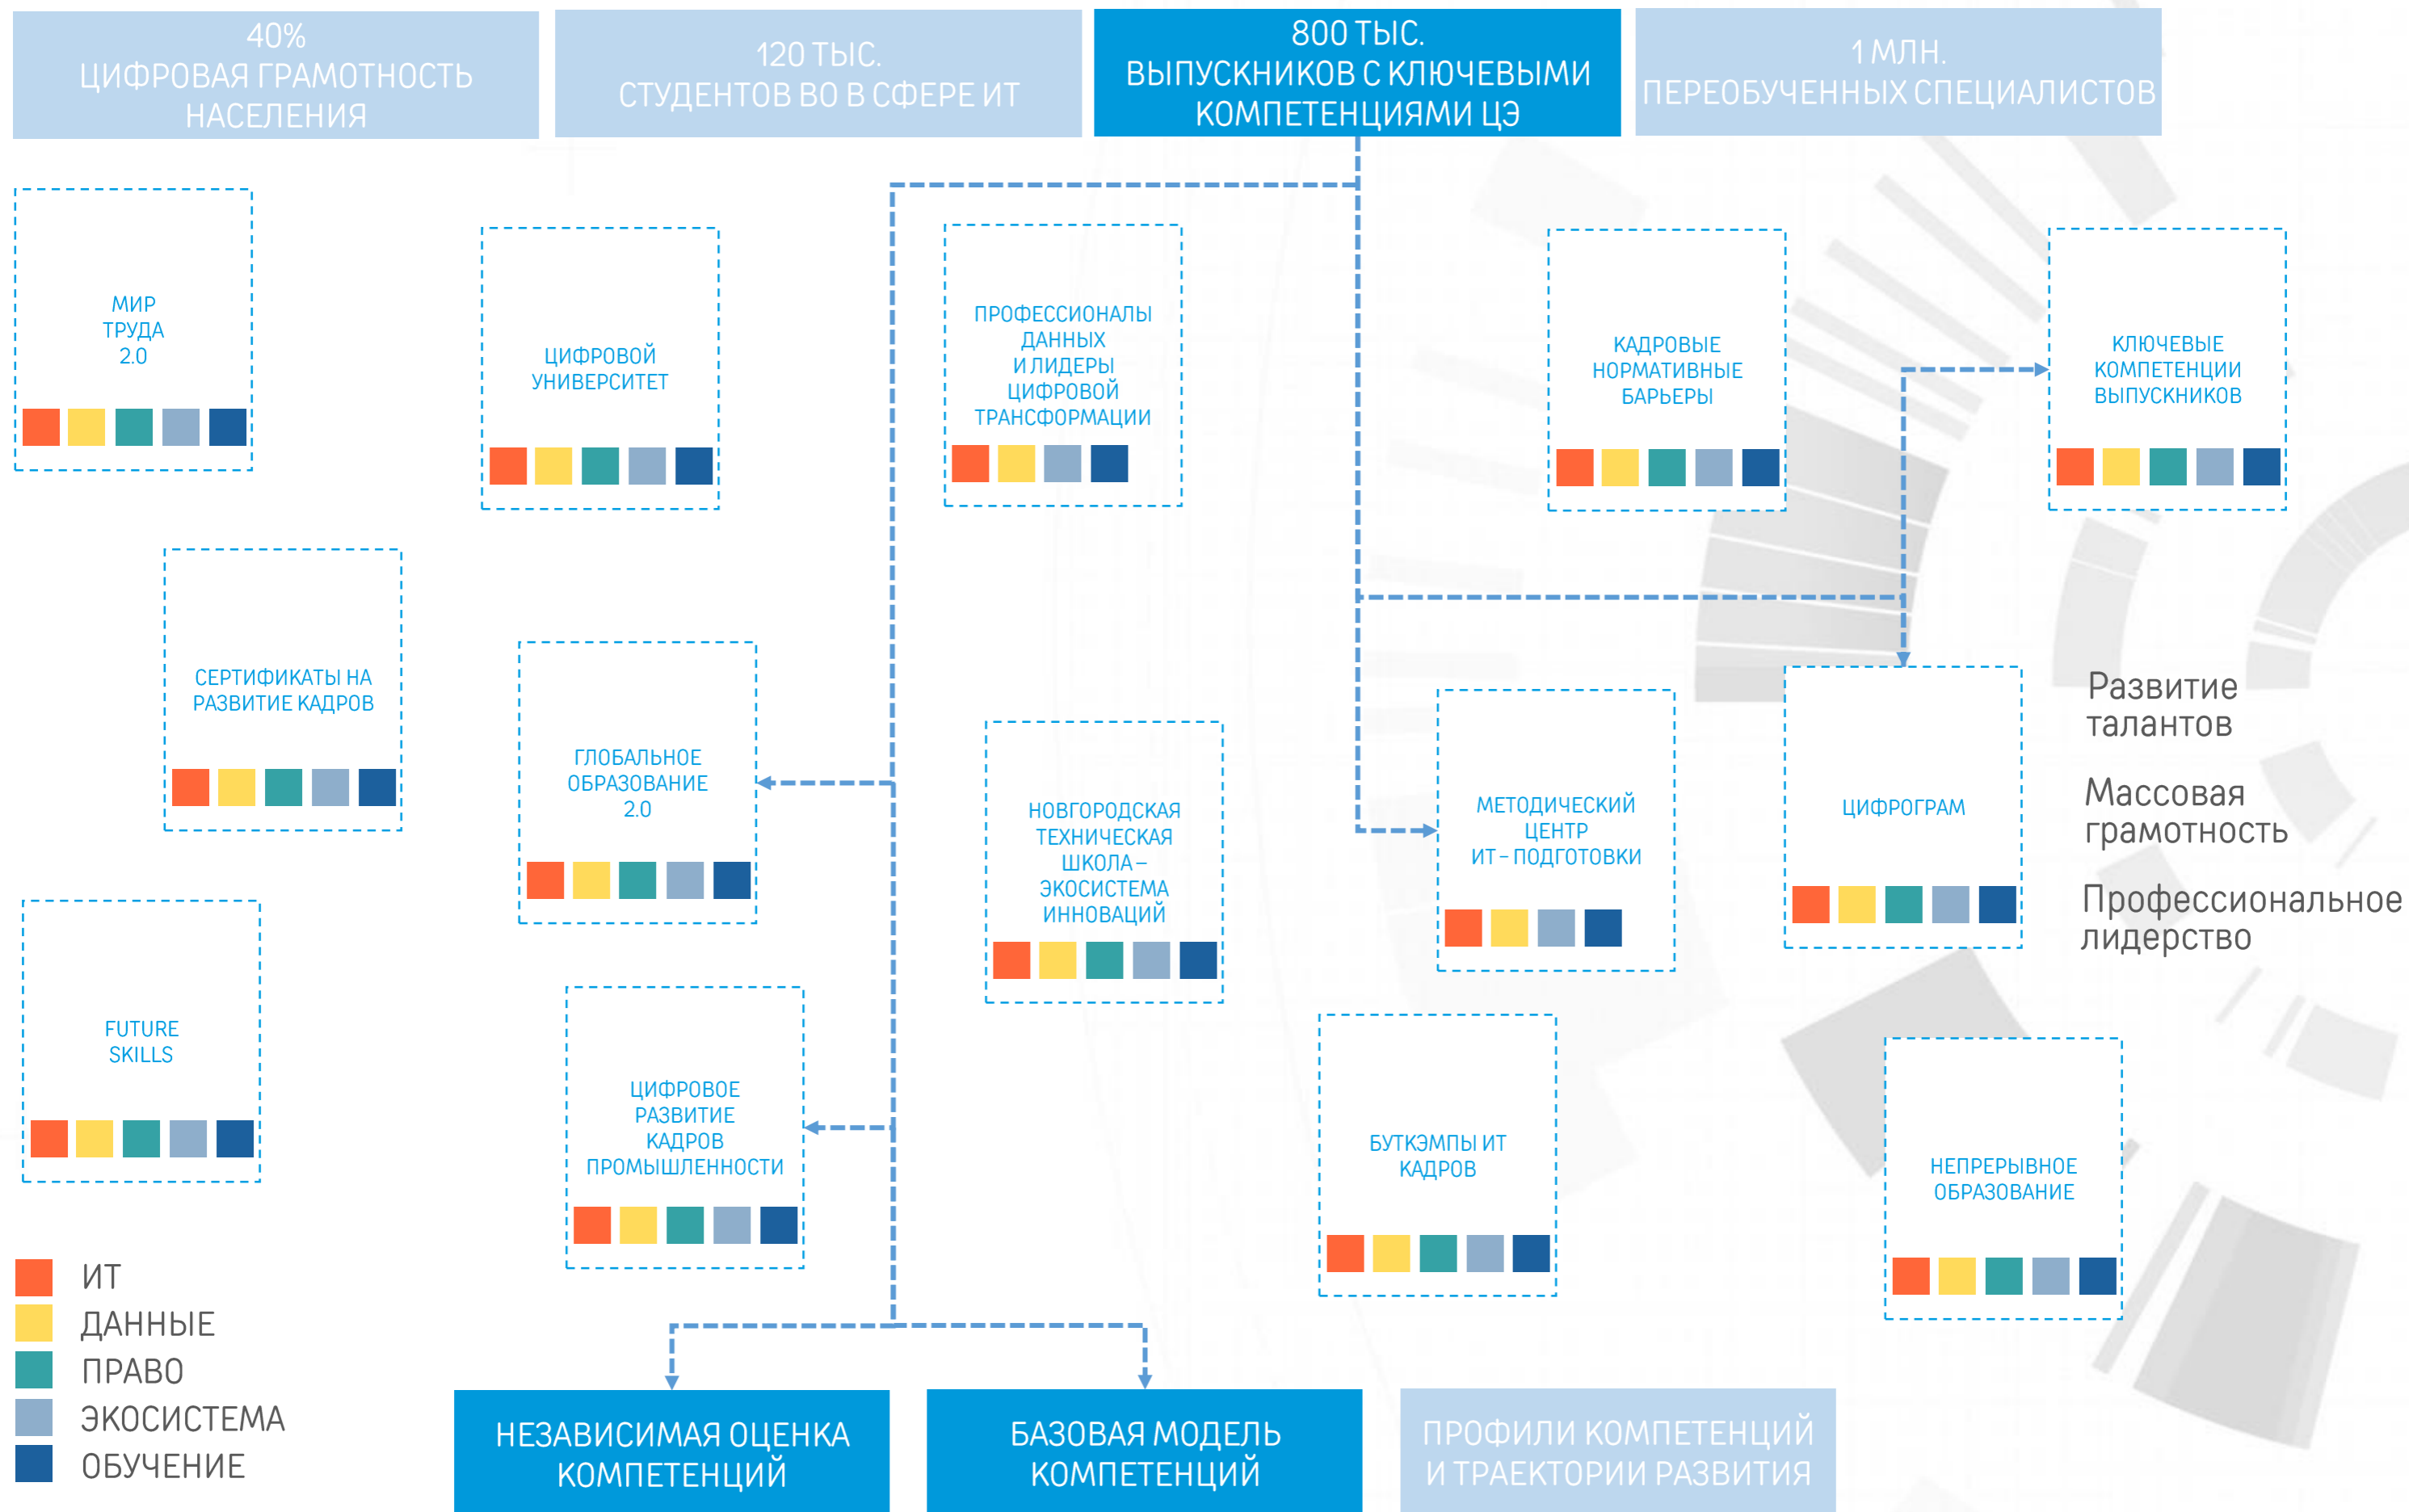 40%
ЦИФРОВАЯ ГРАМОТНОСТЬ
НАСЕЛЕНИЯ
120 ТЫС.
СТУДЕНТОВ ВО В СФЕРЕ ИТ
800 ТЫС.
ВЫПУСКНИКОВ С КЛЮЧЕВЫМИ
КОМПЕТЕНЦИЯМИ ЦЭ
1 МЛН.
ПЕРЕОБУЧЕННЫХ СПЕЦИАЛИСТОВ
МИР
ТРУДА
2.0
ЦИФРОВОЙ
УНИВЕРСИТЕТ
ПРОФЕССИОНАЛЫ
ДАННЫХ
И ЛИДЕРЫ
ЦИФРОВОЙ
ТРАНСФОРМАЦИИ
КАДРОВЫЕ
НОРМАТИВНЫЕ
БАРЬЕРЫ
КЛЮЧЕВЫЕ
КОМПЕТЕНЦИИ
ВЫПУСКНИКОВ
СЕРТИФИКАТЫ НА
РАЗВИТИЕ КАДРОВ
ГЛОБАЛЬНОЕ
ОБРАЗОВАНИЕ
2.0
НОВГОРОДСКАЯ
ТЕХНИЧЕСКАЯ
ШКОЛА –
ЭКОСИСТЕМА
ИННОВАЦИЙ
МЕТОДИЧЕСКИЙ
ЦЕНТР
ИТ – ПОДГОТОВКИ
ЦИФРОГРАМ
Развитие
талантов
Массовая
грамотность
Профессиональное
лидерство
FUTURE
SKILLS
ЦИФРОВОЕ
РАЗВИТИЕ
КАДРОВ
ПРОМЫШЛЕННОСТИ
БУТКЭМПЫ ИТ
КАДРОВ
НЕПРЕРЫВНОЕ
ОБРАЗОВАНИЕ
ИТ
ДАННЫЕ
ПРАВО
ЭКОСИСТЕМА
ОБУЧЕНИЕ
НЕЗАВИСИМАЯ ОЦЕНКА
КОМПЕТЕНЦИЙ
БАЗОВАЯ МОДЕЛЬ
КОМПЕТЕНЦИЙ
ПРОФИЛИ КОМПЕТЕНЦИЙ
И ТРАЕКТОРИИ РАЗВИТИЯ